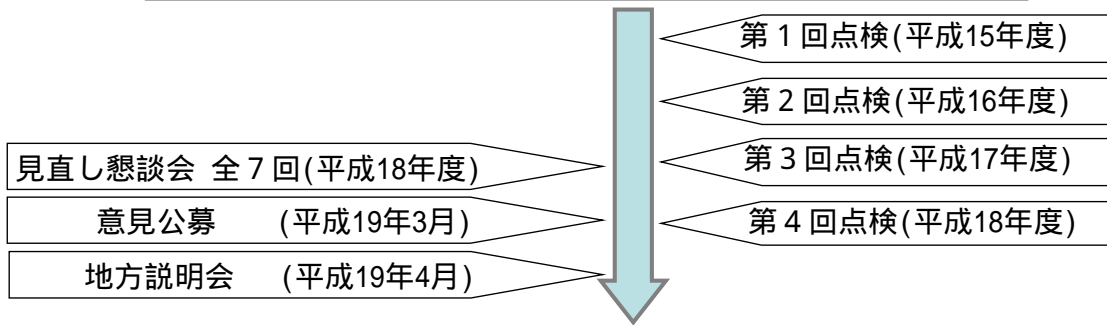 第１回点検(平成15年度)
第２回点検(平成16年度)
見直し懇談会 全７回(平成18年度)
第３回点検(平成17年度)
意見公募　　(平成19年3月)
第４回点検(平成18年度)
地方説明会　　(平成19年4月)